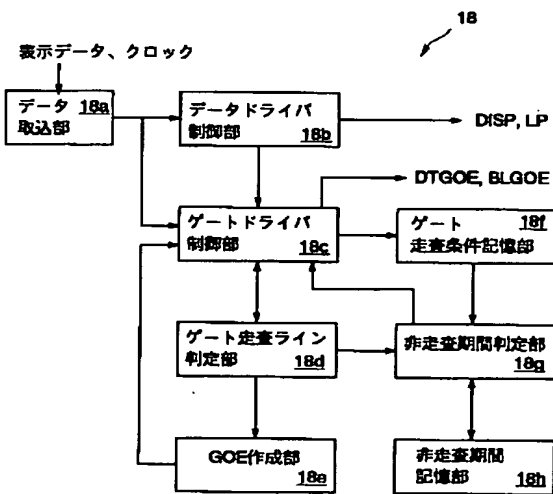 18
表示データ、クロック
データ 18a
取込部
データドライバ
制御部 18b
DISP, LP
DTGOE, BLGOE
ゲートドライバ
制御部 18c
ゲート 18f
走査条件記憶部
ゲート走査ライン
判定部 18d
非走査期間判定部
18g
GOE作成部
18e
非走査期間
記憶部 18h